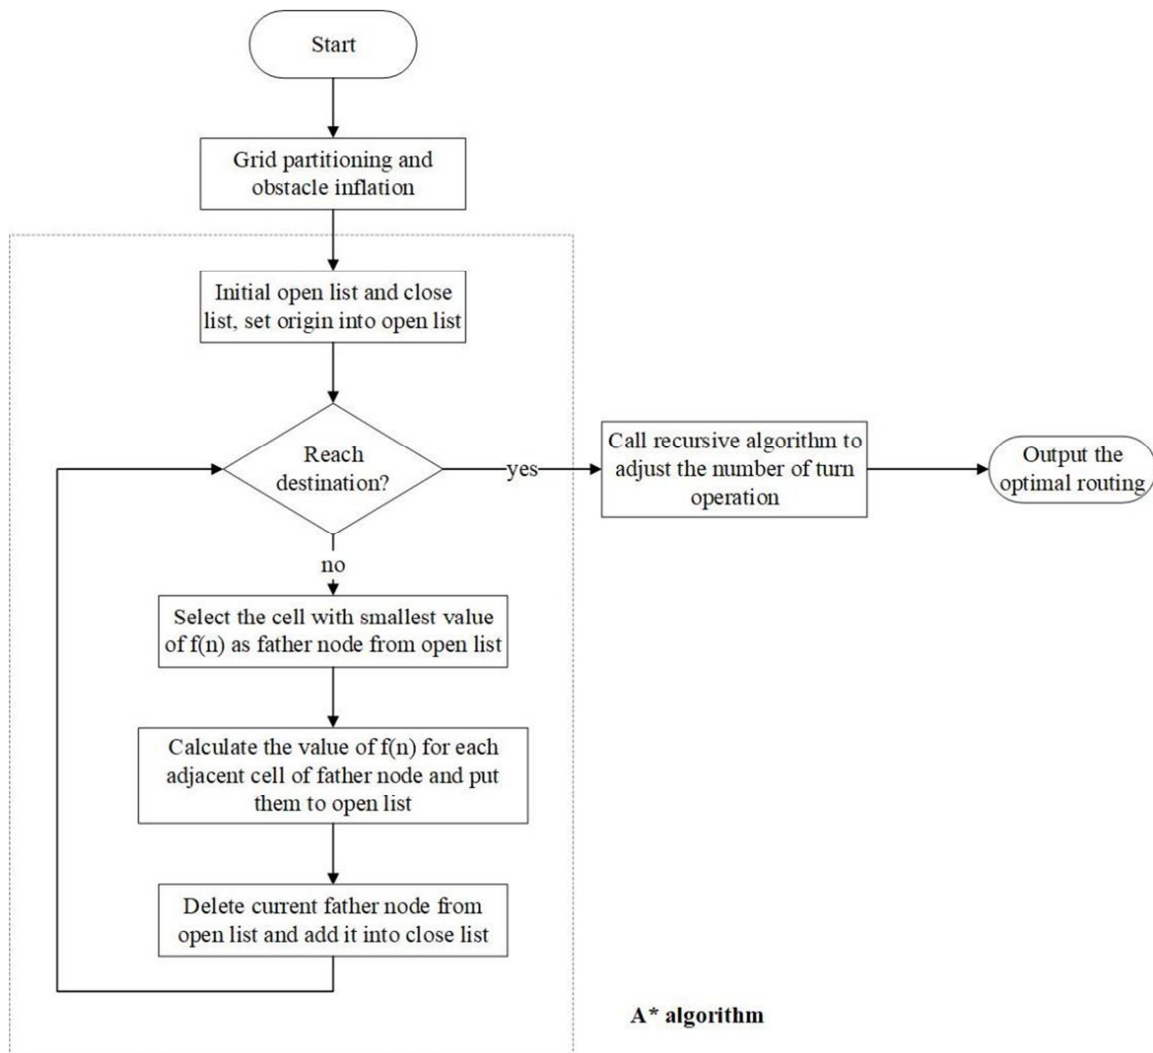 Start
Grid partitioning and
obstacle inflation
Initial open list and close
list, set origin into open list
Reach
destination?
yes
Call recursive algorithm to
adjust the number of turn
operation
Output the
optimal routing
no
Select the cell with smallest value
of f(n) as father node from open list
Calculate the value of f(n) for each
adjacent cell of father node and put
them to open list
Delete current father node from
open list and add it into close list
A* algorithm